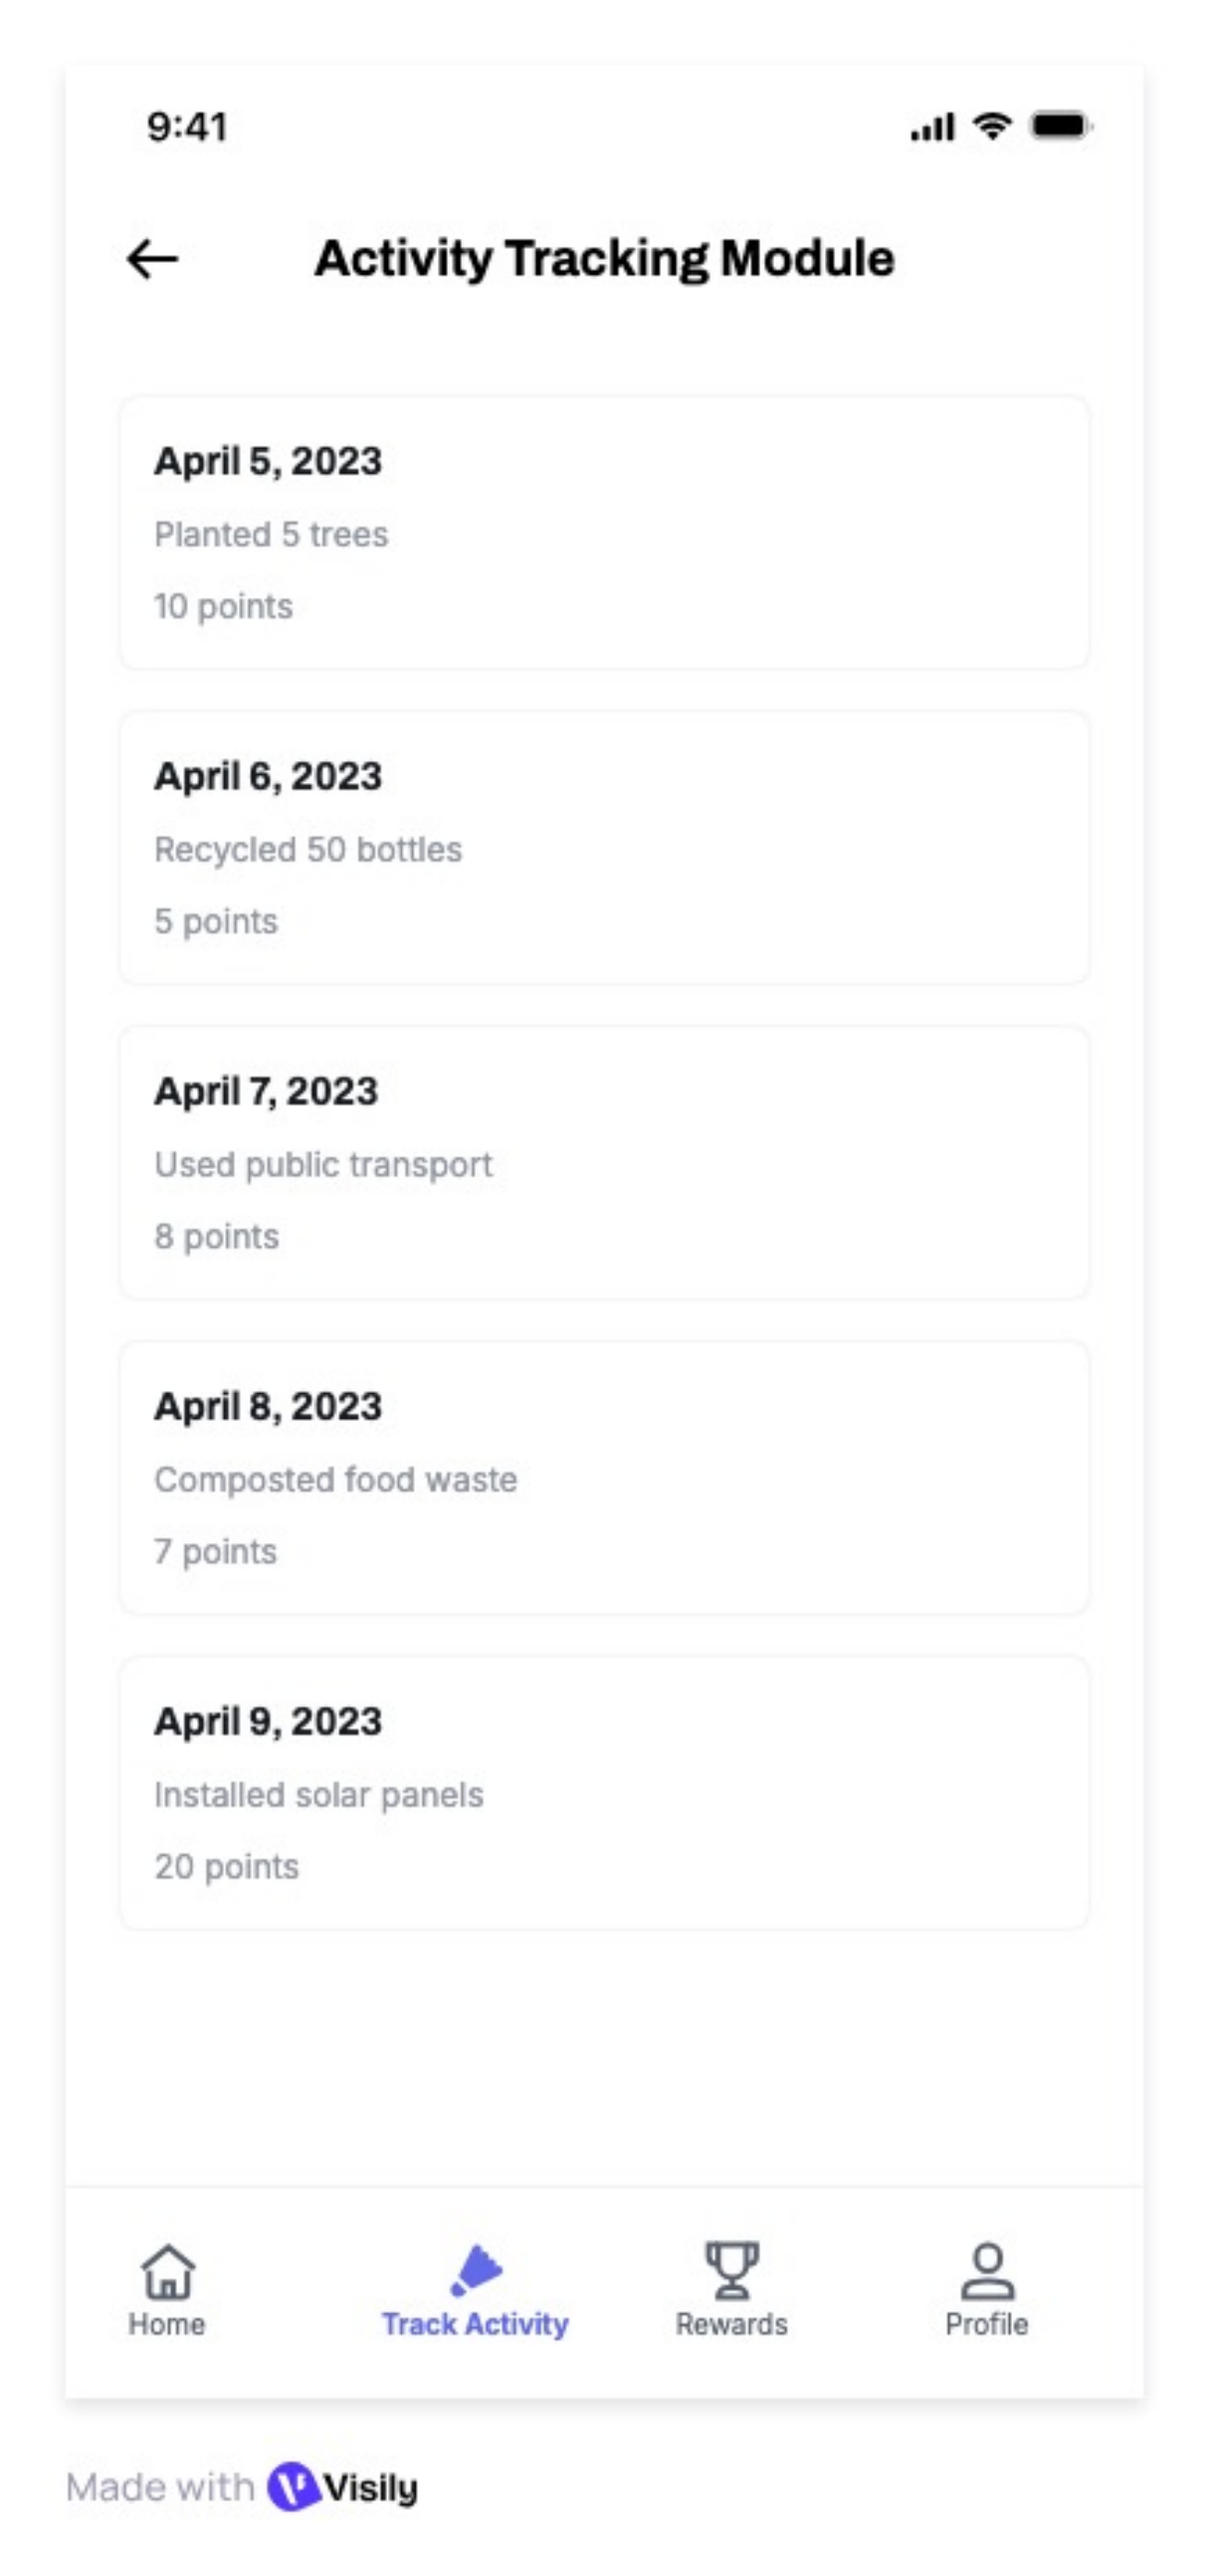 9:41
Activity Tracking Module
April 5, 2023
Planted 5 trees
10 points
April 6, 2023
Recycled 50 bottles
5 points
April 7, 2023
Used public transport
8 points
April 8, 2023
Composted food waste
7 points
April 9, 2023
Installed solar panels
20 points
Home Track Activity Rewards Profile
Made with Visily